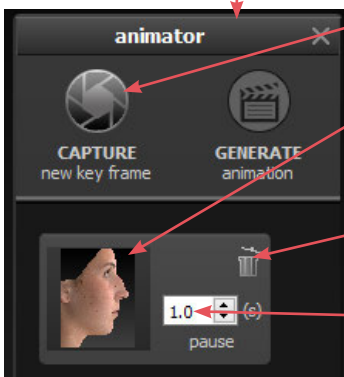 animator
CAPTURE
new key frame
GENERATE
animation
1.0 (s)
pause